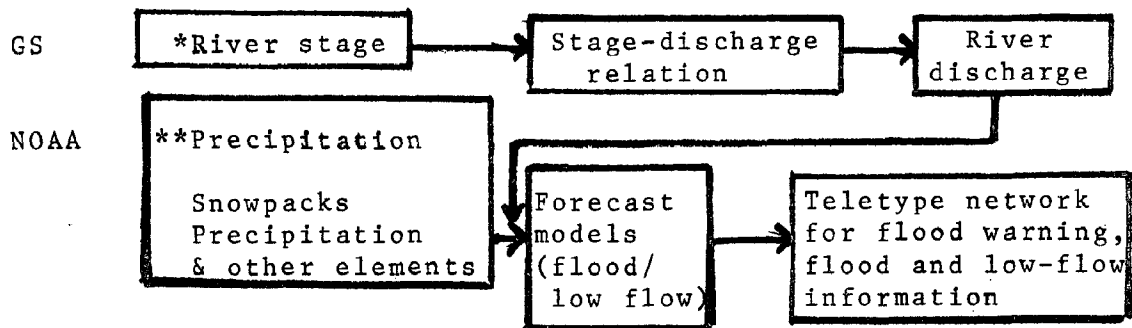 GS
*River stage
Stage-discharge
relation
River
discharge
NOAA
**Precipitation
Snowpacks
Precipitation
& other elements
Forecast
models
(flood/
low flow)
Teletype network
for flood warning,
flood and low-flow
information